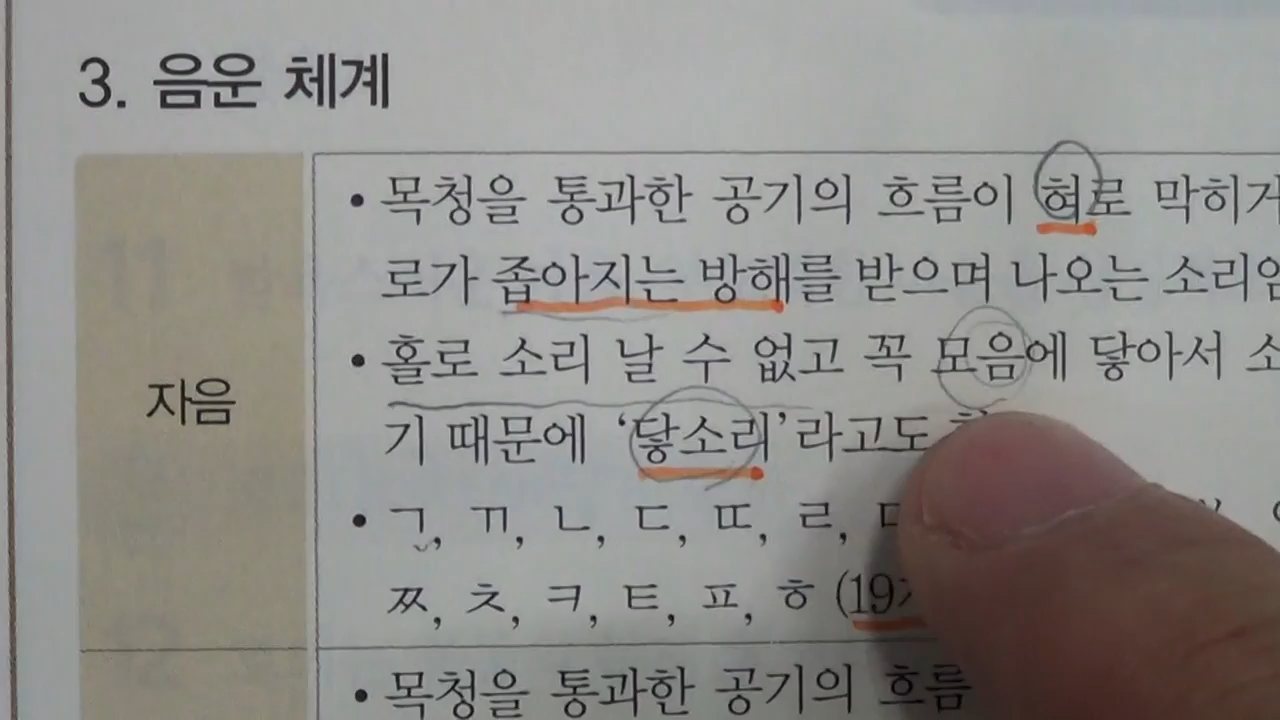 3. 음운 체계
• 목청을 통과한 공기의 흐름이 혀로 막히거
로가 좁아지는 방해를 받으며 나오는 소리임
자음
• 홀로 소리 날 수 없고 꼭 모음에 닿아서 소
기 때문에 ‘닿소리’라고도
• ㄱ, ㄲ, ㄴ, ㄷ, ㄸ, ㄹ,
ㅉ, ㅊ, ㅋ, ㅌ, ㅍ, ㅎ (19
• 목청을 통과한 공기의 흐름